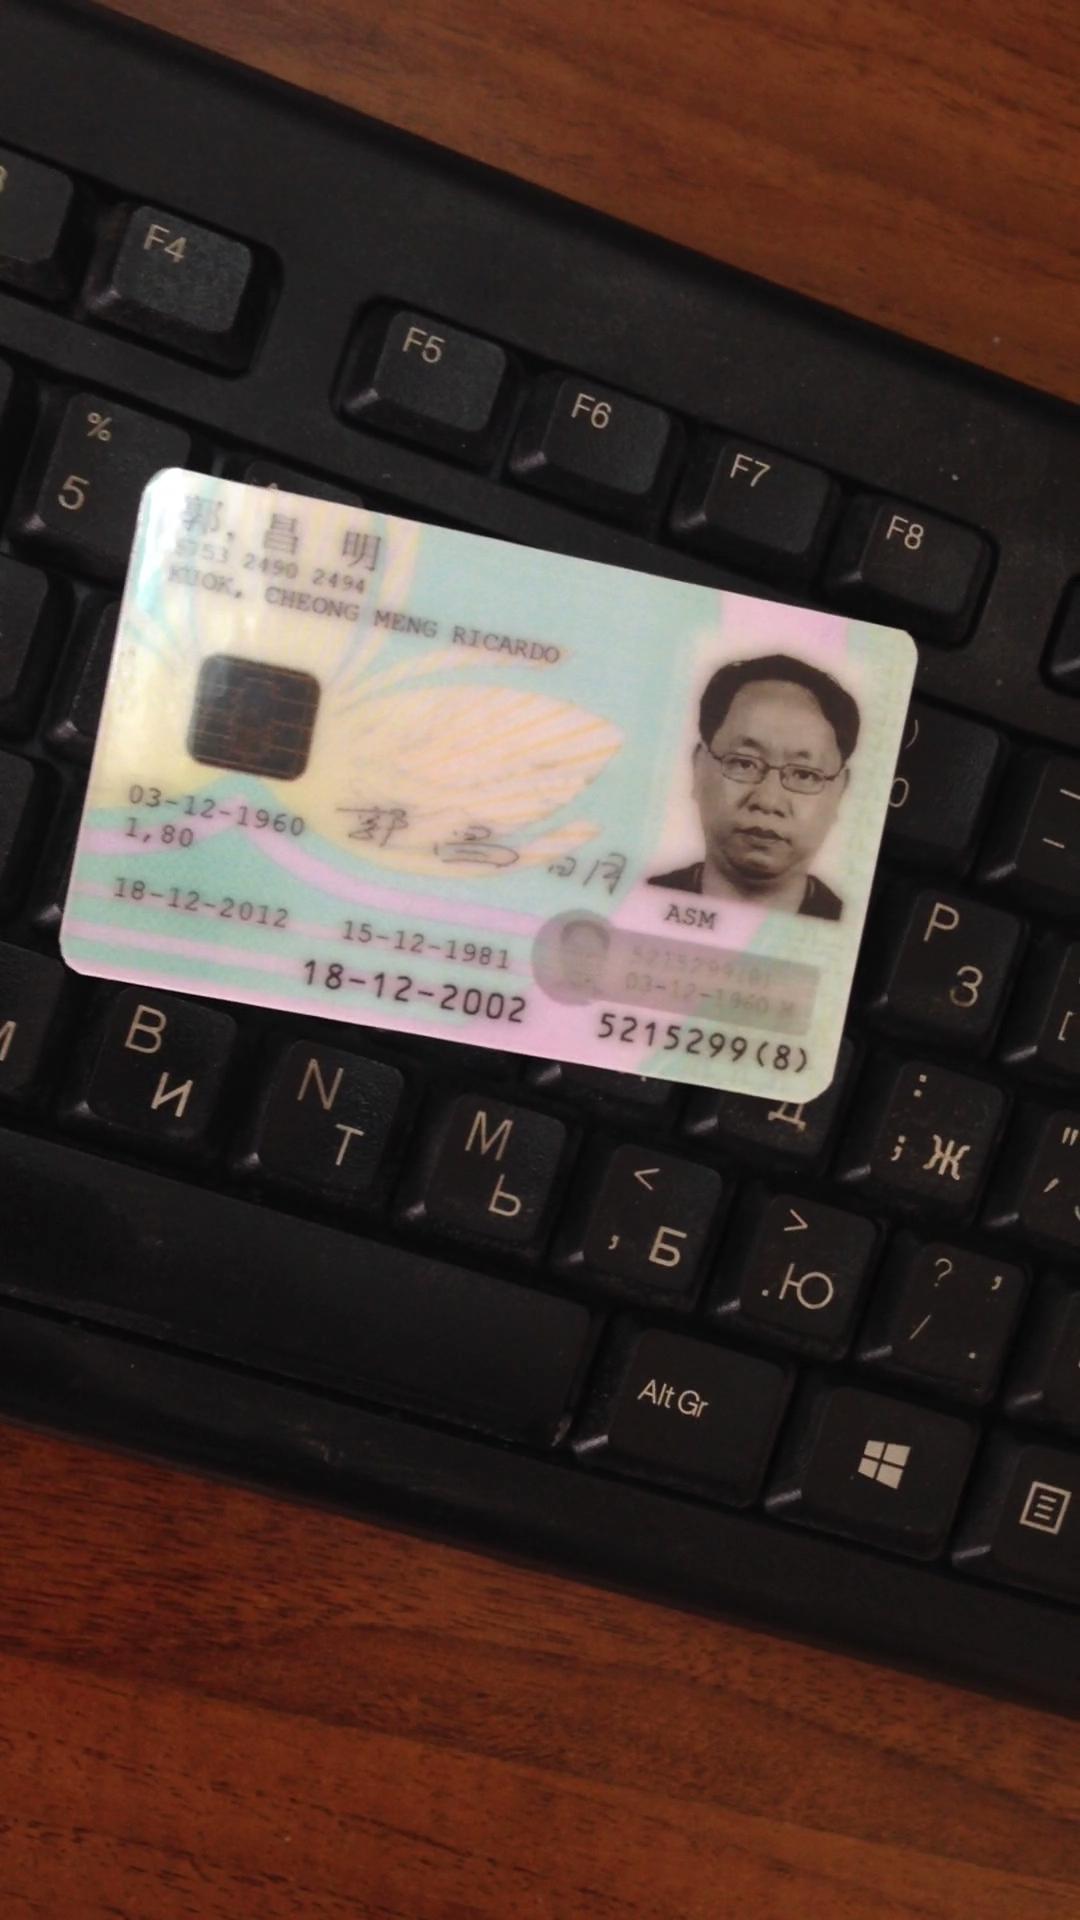 F4
F5
F6
F7
F8
%
5
郭, 昌 明
6753 2490 2494
KUOK, CHEONG MENG RICARDO
)
0
03-12-1960
1,80
郭 昌 明
ASM
18-12-2012 15-12-1981
5215299(8)
03-12-1960 M
18-12-2002
5215299(8)
P
З
[
B
И
N
Т
M
Ь
<
, Б
>
. Ю
:
; Ж
Д
"
? ,
/ .
Alt Gr